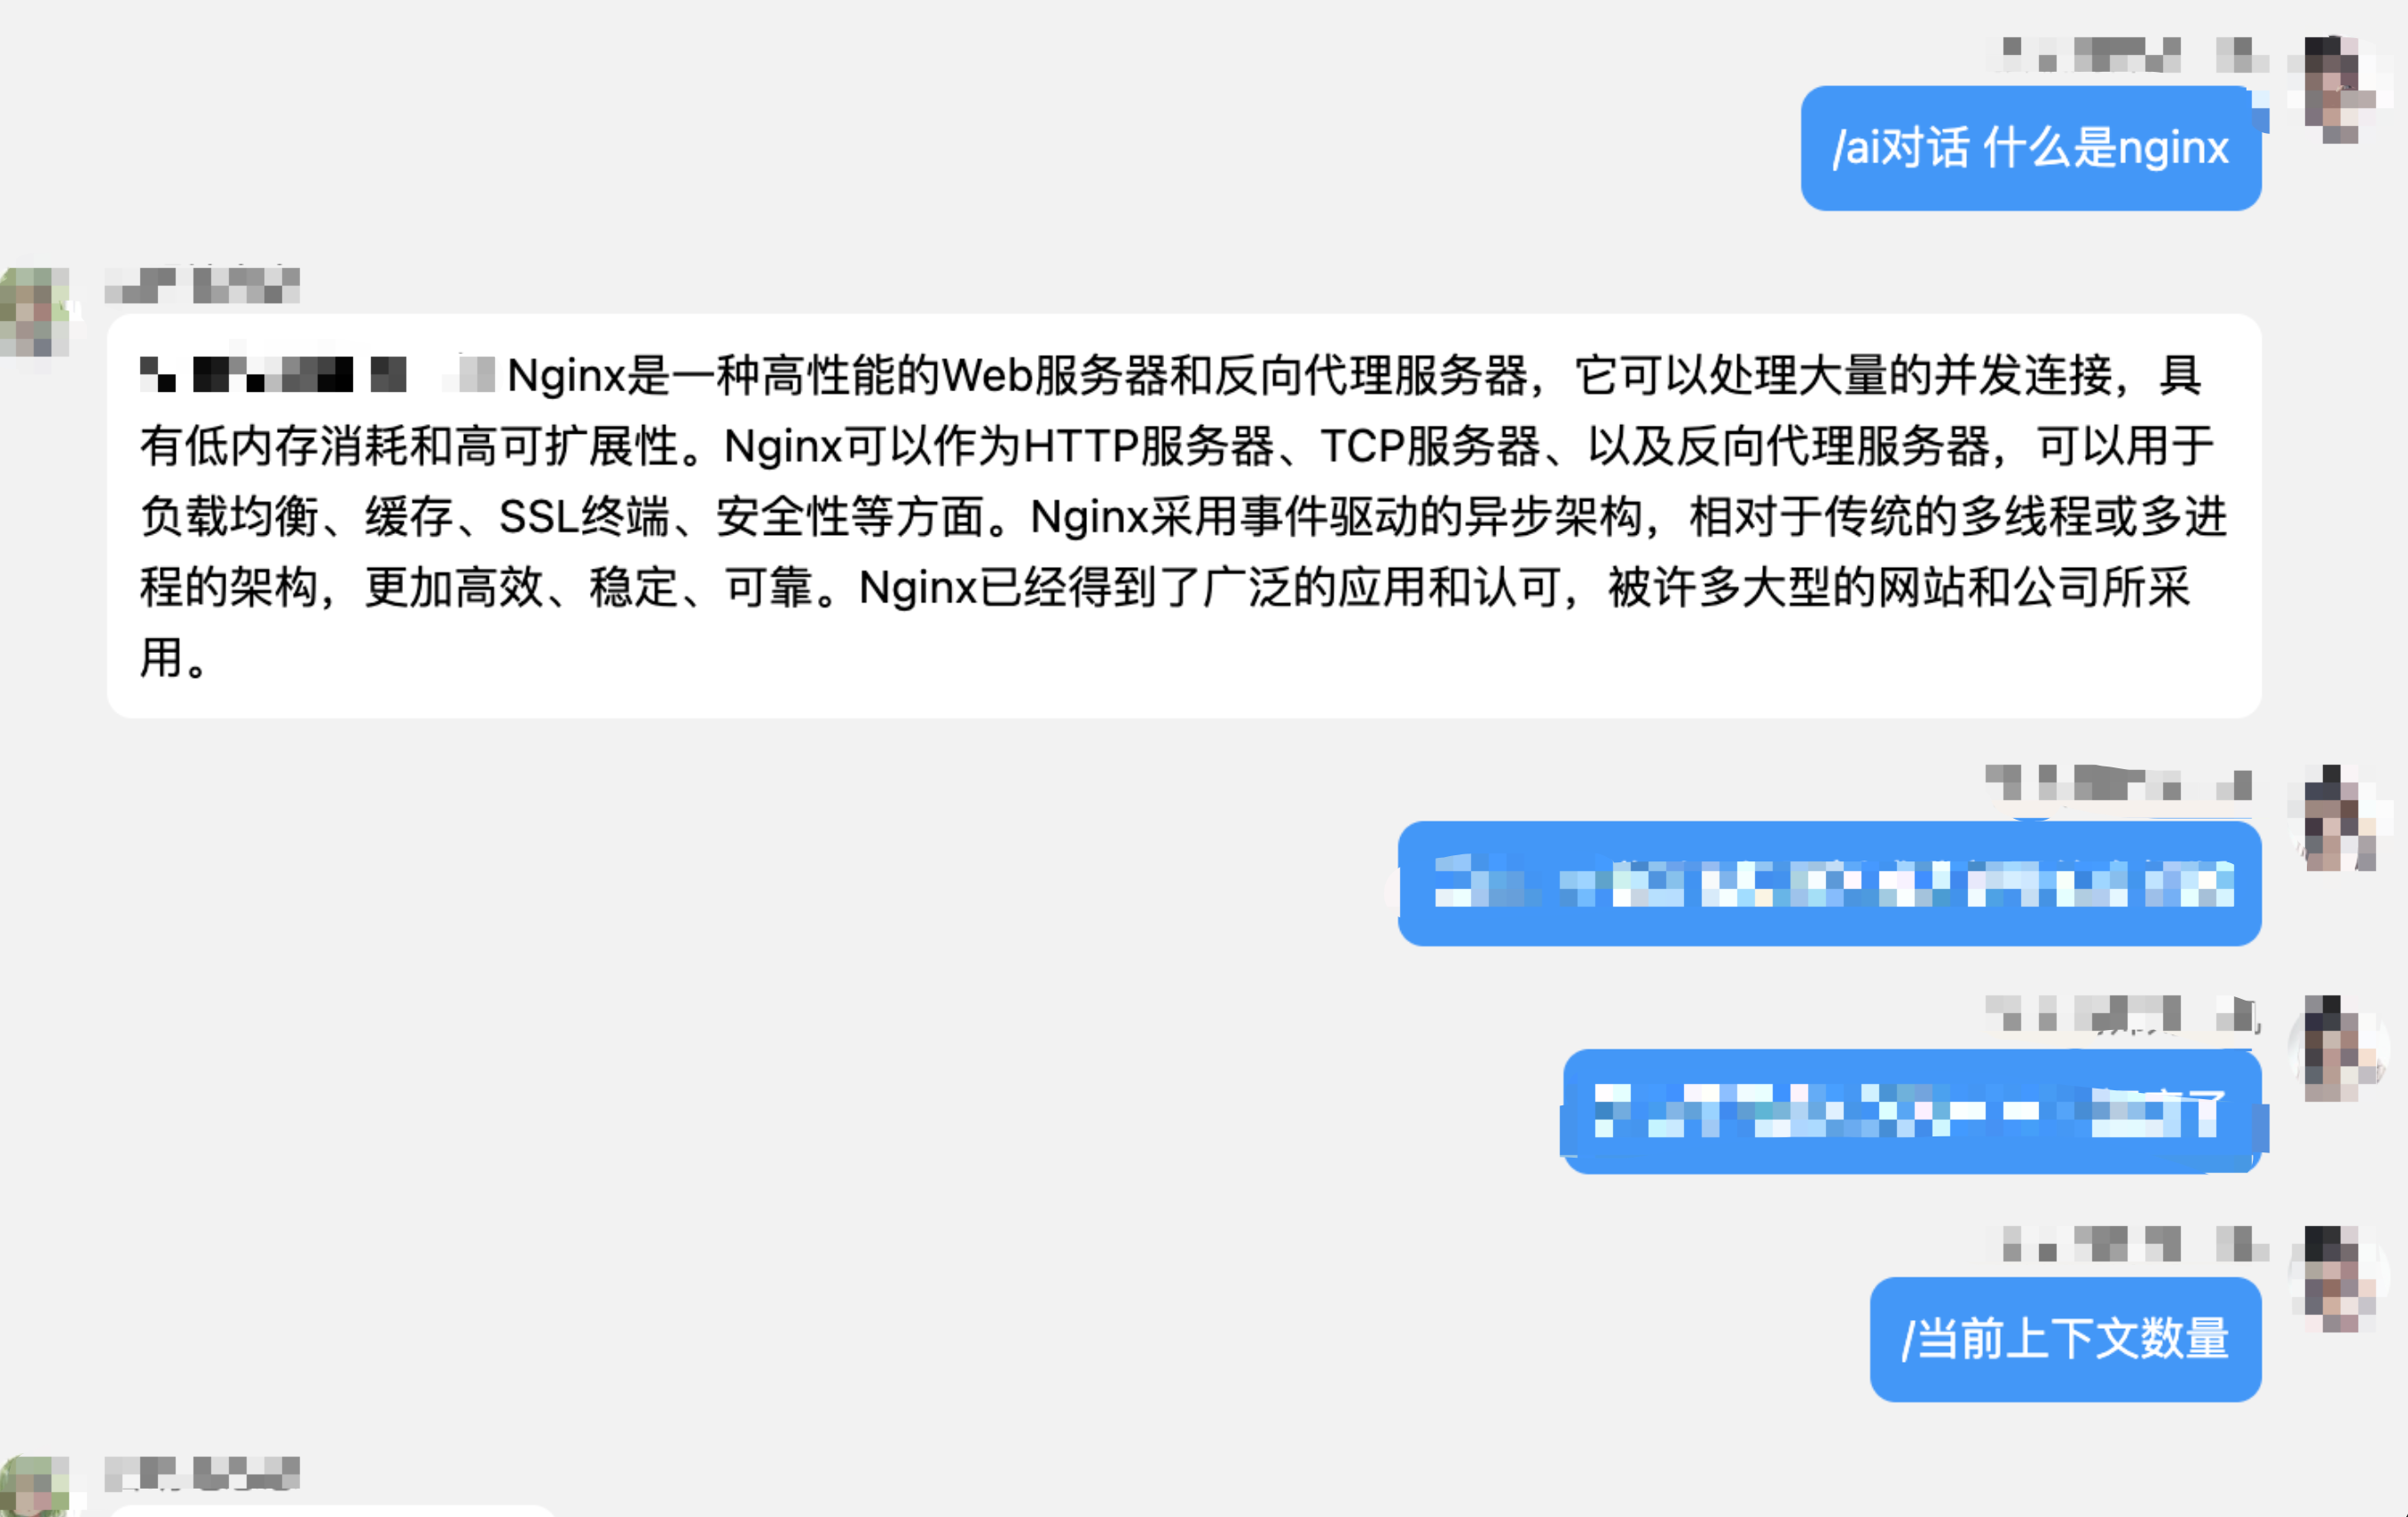 /ai对话 什么是nginx
Nginx是一种高性能的Web服务器和反向代理服务器，它可以处理大量的并发连接，具
有低内存消耗和高可扩展性。Nginx可以作为HTTP服务器、TCP服务器、以及反向代理服务器，可以用于
负载均衡、缓存、SSL终端、安全性等方面。Nginx采用事件驱动的异步架构，相对于传统的多线程或多进
程的架构，更加高效、稳定、可靠。Nginx已经得到了广泛的应用和认可，被许多大型的网站和公司所采
用。
/当前上下文数量